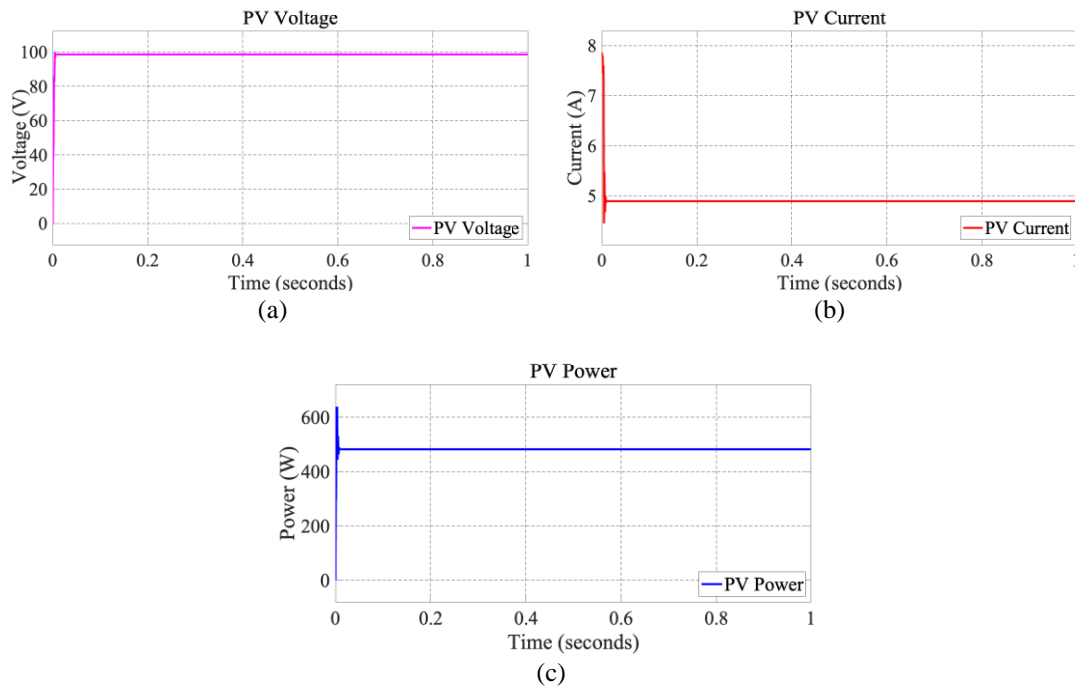 PV Voltage
100
80
60
40
20
0
Voltage (V)
PV Voltage
0 0.2 0.4 0.6 0.8 1
Time (seconds)
(a)
PV Current
8
7
6
5
Current (A)
PV Current
0 0.2 0.4 0.6 0.8 1
Time (seconds)
(b)
PV Power
600
400
200
0
Power (W)
PV Power
0 0.2 0.4 0.6 0.8 1
Time (seconds)
(c)